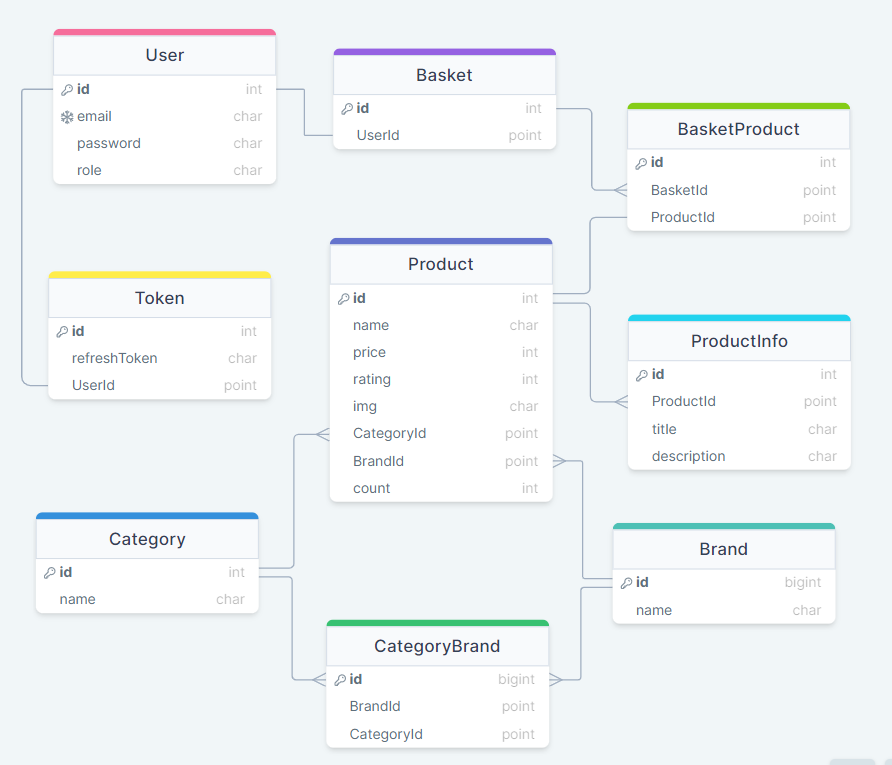 User
id int
email char
password char
role char
Basket
id int
UserId point
BasketProduct
id int
BasketId point
ProductId point
Token
id int
refreshToken char
UserId point
Product
id int
name char
price int
rating int
img char
CategoryId point
BrandId point
count int
ProductInfo
id int
ProductId point
title char
description char
Category
id int
name char
CategoryBrand
id bigint
BrandId point
CategoryId point
Brand
id bigint
name char